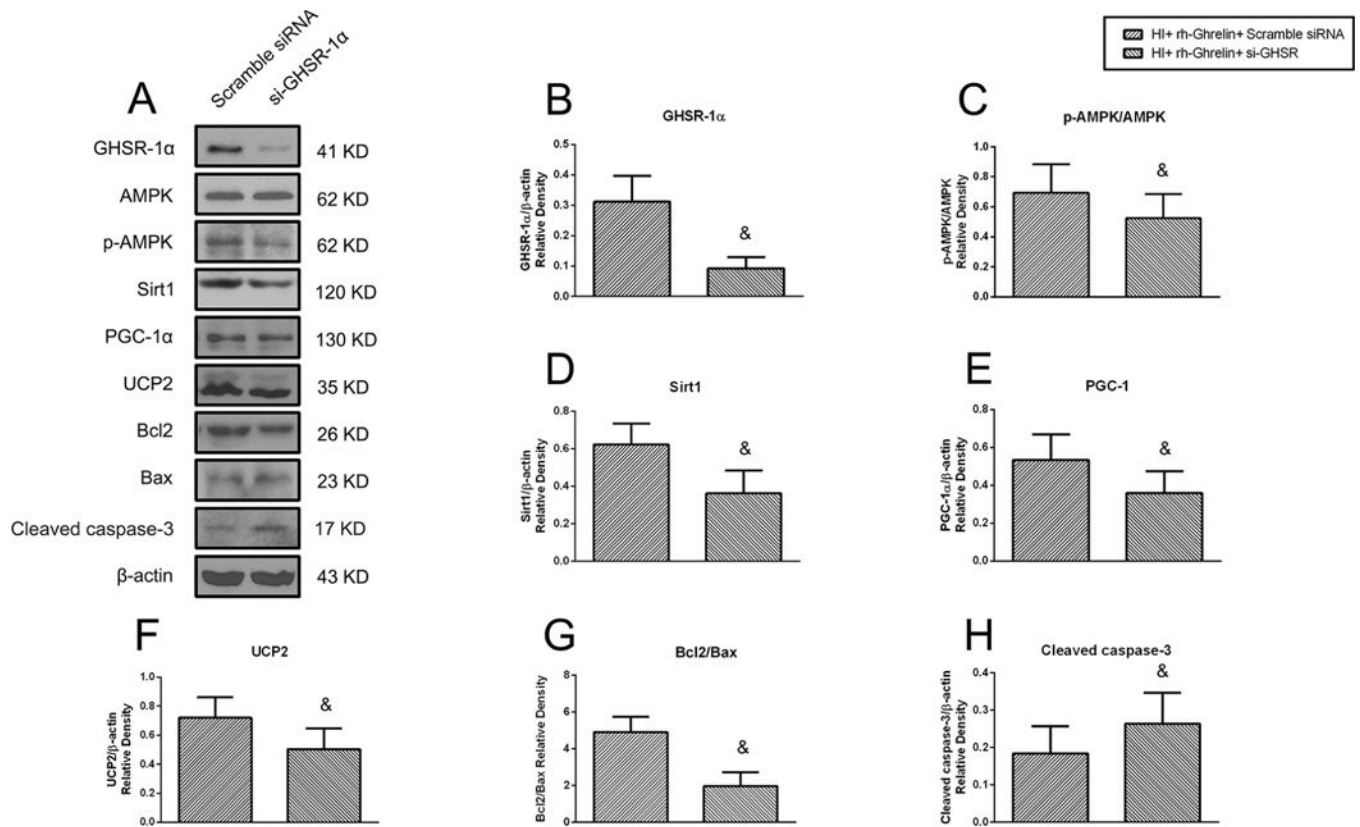 Scramble siRNA
si-GHSR-1α
A
GHSR-1α 41 KD
AMPK 62 KD
p-AMPK 62 KD
Sirt1 120 KD
PGC-1α 130 KD
UCP2 35 KD
Bcl2 26 KD
Bax 23 KD
Cleaved caspase-3 17 KD
β-actin 43 KD
HI+ rh-Ghrelin+ Scramble siRNA
HI+ rh-Ghrelin+ si-GHSR
B
GHSR-1α
GHSR-1α/β-actin
Relative Density
0.5
0.4
0.3
0.2
0.1
0.0
&
C
p-AMPK/AMPK
p-AMPK/AMPK
Relative Density
1.0
0.8
0.6
0.4
0.2
0.0
&
D
Sirt1
Sirt1/β-actin
Relative Density
0.8
0.6
0.4
0.2
0.0
&
E
PGC-1
PGC-1α/β-actin
Relative Density
0.8
0.6
0.4
0.2
0.0
&
F
UCP2
UCP2/β-actin
Relative Density
1.0
0.8
0.6
0.4
0.2
0.0
&
G
Bcl2/Bax
Bcl2/Bax Relative Density
8
6
4
2
0
&
H
Cleaved caspase-3
Cleaved caspase-3/β-actin
Relative Density
0.4
0.3
0.2
0.1
0.0
&